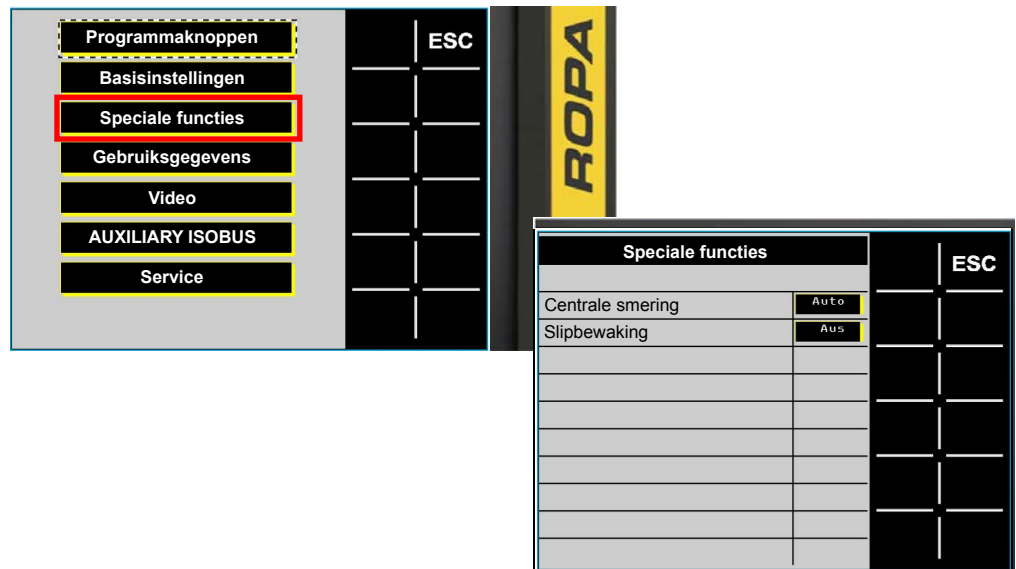 Programmaknoppen
ESC
Basisinstellingen
Speciale functies
Gebruiksgegevens
Video
AUXILIARY ISOBUS
Service
ROPA
Speciale functies
ESC
Centrale smering Auto
Slipbewaking Aus